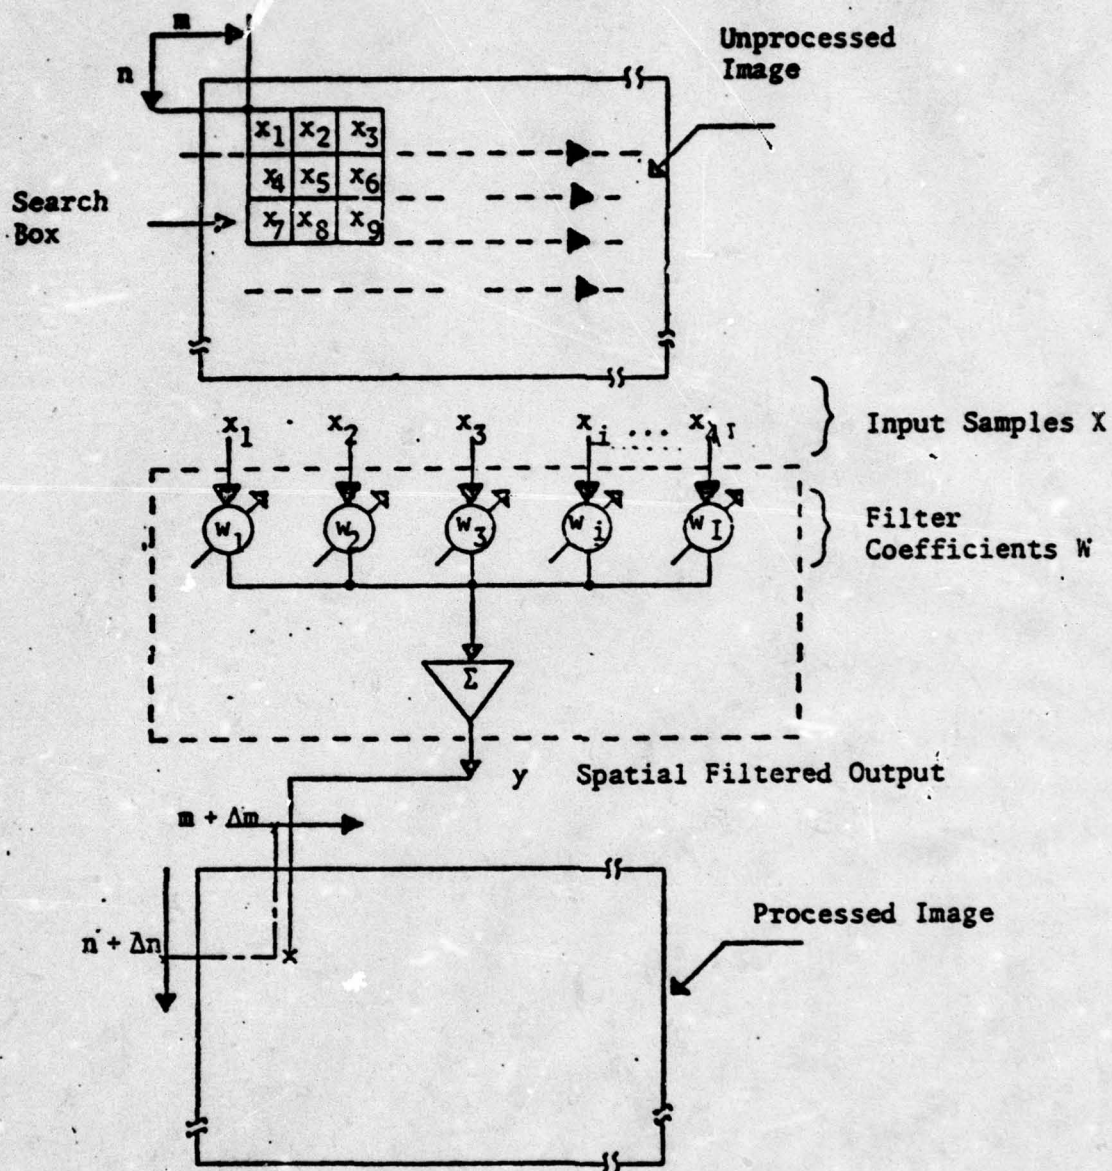 m
n
Unprocessed
Image
x1 x2 x3
x4 x5 x6
x7 x8 x9
Search
Box
x1 x2 x3 xi ... xI
Input Samples X
w1 w2 w3 wi wI
Filter
Coefficients W
Σ
y Spatial Filtered Output
m + Δm
n + Δn
Processed Image